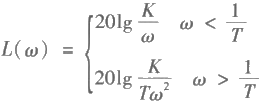 L(ω) = { 20lg K/ω ω < 1/T
20lg K/Tω² ω > 1/T